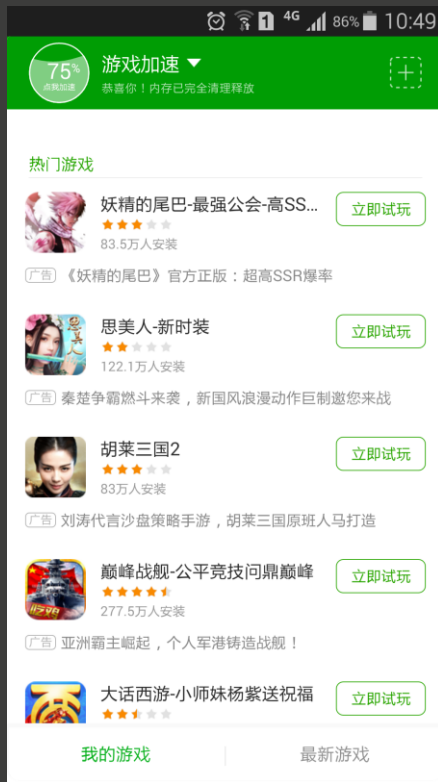 1 4G 86% 10:49
75%
点我加速
游戏加速
恭喜你！内存已完全清理释放
热门游戏
妖精的尾巴-最强公会-高SS...
立即试玩
83.5万人安装
广告 《妖精的尾巴》官方正版：超高SSR爆率
思美人-新时装
立即试玩
122.1万人安装
思美人
广告 秦楚争霸燃斗来袭，新国风浪漫动作巨制邀您来战
胡莱三国2
立即试玩
83万人安装
广告 刘涛代言沙盘策略手游，胡莱三国原班人马打造
巅峰战舰-公平竞技问鼎巅峰
立即试玩
277.5万人安装
吃鸡
广告 亚洲霸主崛起，个人军港铸造战舰！
大话西游-小师妹杨紫送祝福
立即试玩
我的游戏
最新游戏